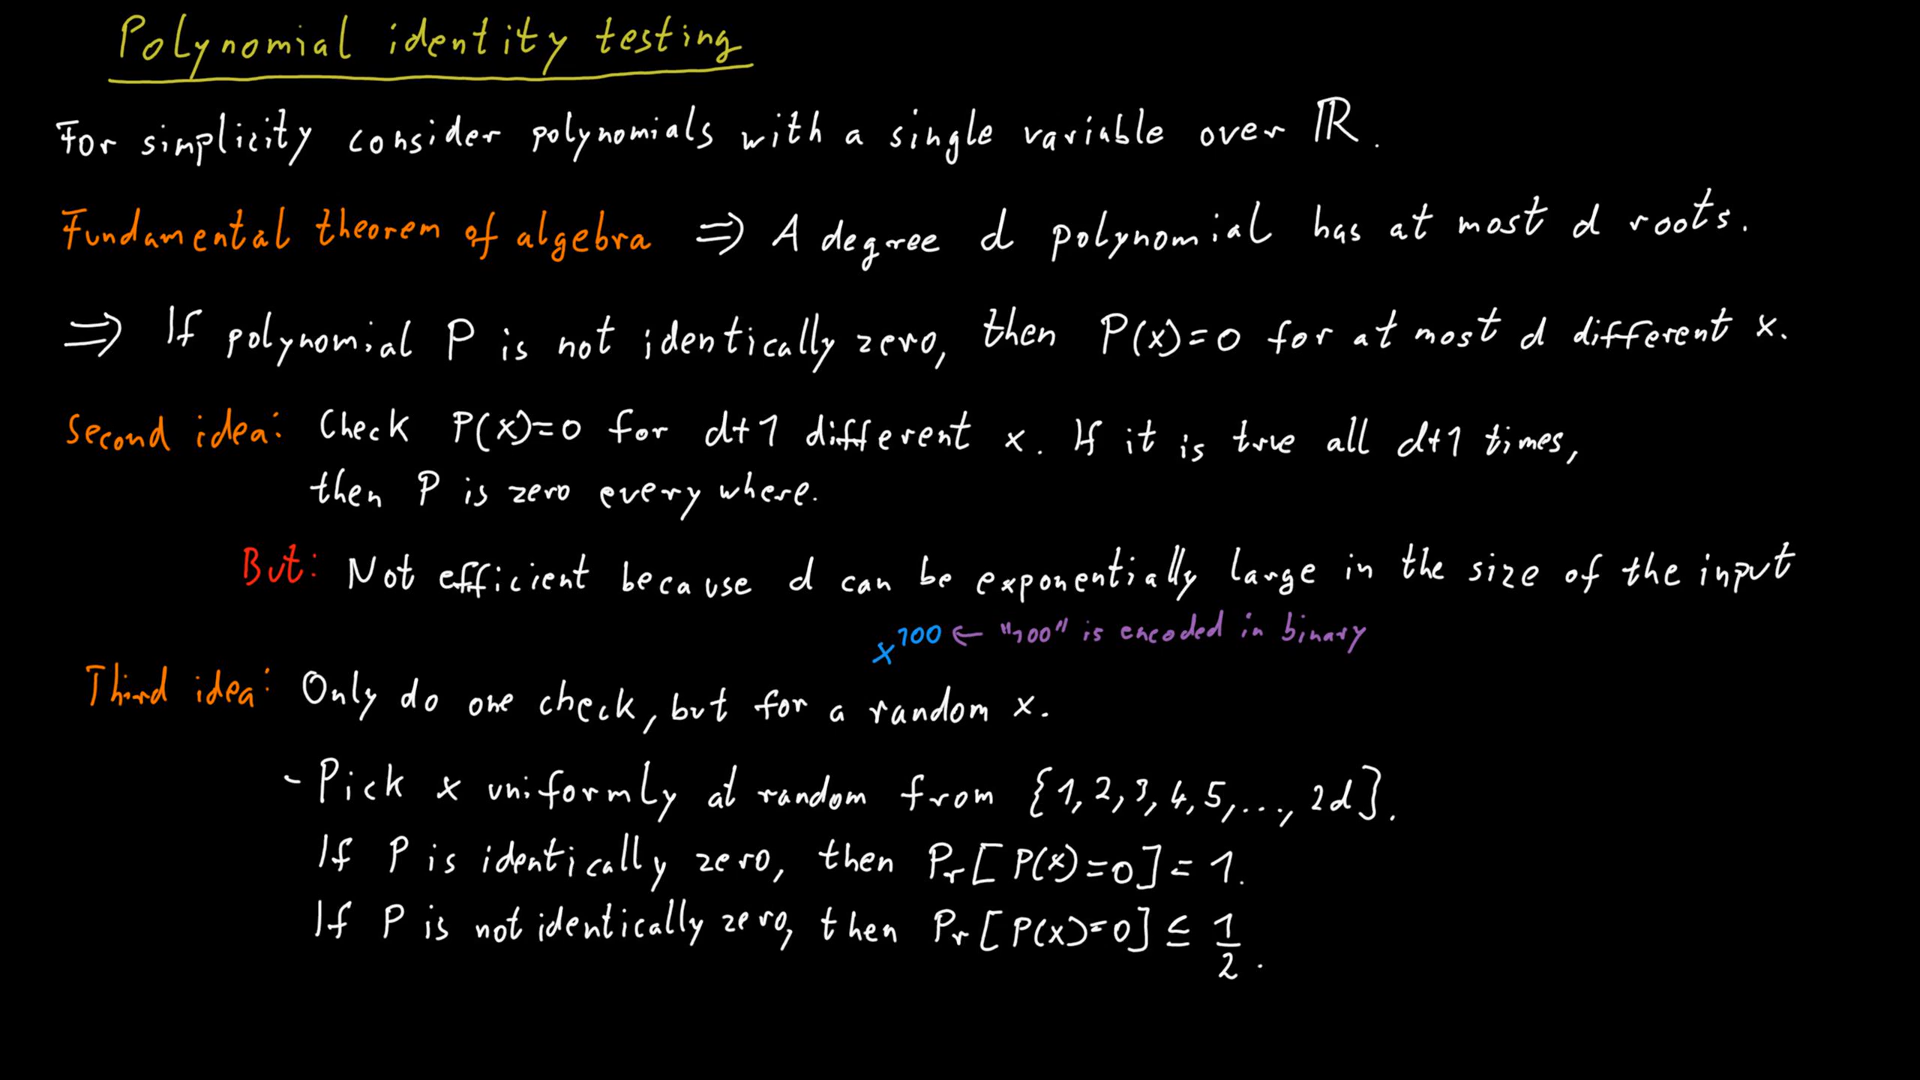 Polynomial identity testing
For simplicity consider polynomials with a single variable over ℝ.
Fundamental theorem of algebra ⇒ A degree d polynomial has at most d roots.
⇒ If polynomial P is not identically zero, then P(x)=0 for at most d different x.
Second idea: Check P(x)=0 for d+1 different x. If it is true all d+1 times,
then P is zero everywhere.
But: Not efficient because d can be exponentially large in the size of the input
x^100 ← "100" is encoded in binary
Third idea: Only do one check, but for a random x.
- Pick x uniformly at random from {1, 2, 3, 4, 5, ..., 2d}.
If P is identically zero, then Pr[P(x)=0] = 1.
If P is not identically zero, then Pr[P(x)=0] ≤ 1/2.